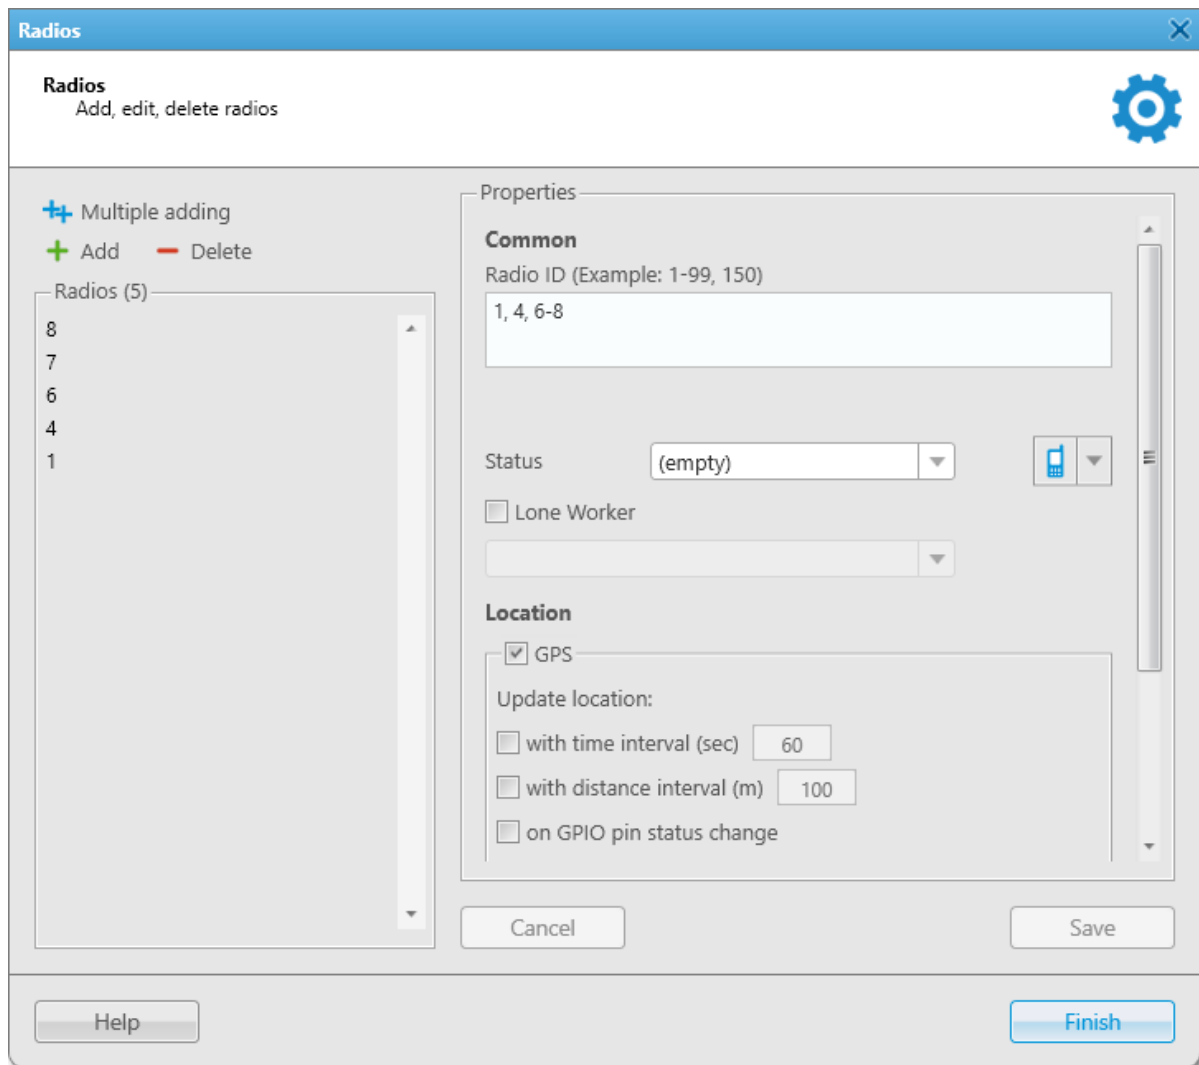 Radios
Radios
Add, edit, delete radios
Multiple adding
Add Delete
Radios (5)
8
7
6
4
1
Properties
Common
Radio ID (Example: 1-99, 150)
1, 4, 6-8
Status (empty)
Lone Worker
Location
GPS
Update location:
with time interval (sec) 60
with distance interval (m) 100
on GPIO pin status change
Cancel Save
Help Finish